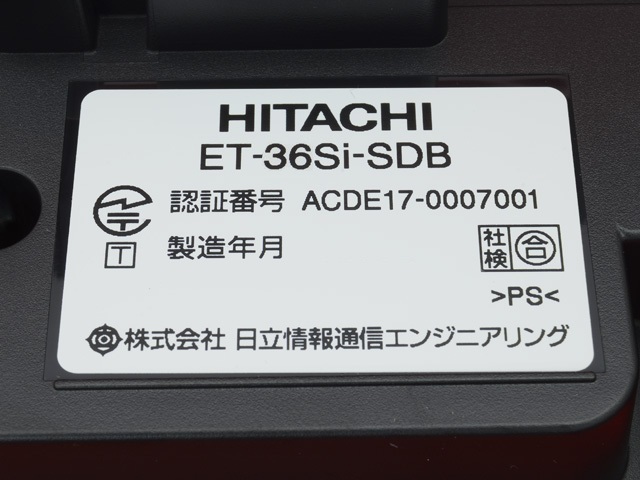 HITACHI
ET-36Si-SDB
認証番号 ACDE17-0007001
T 製造年月
社検 合
>PS<
株式会社 日立情報通信エンジニアリング